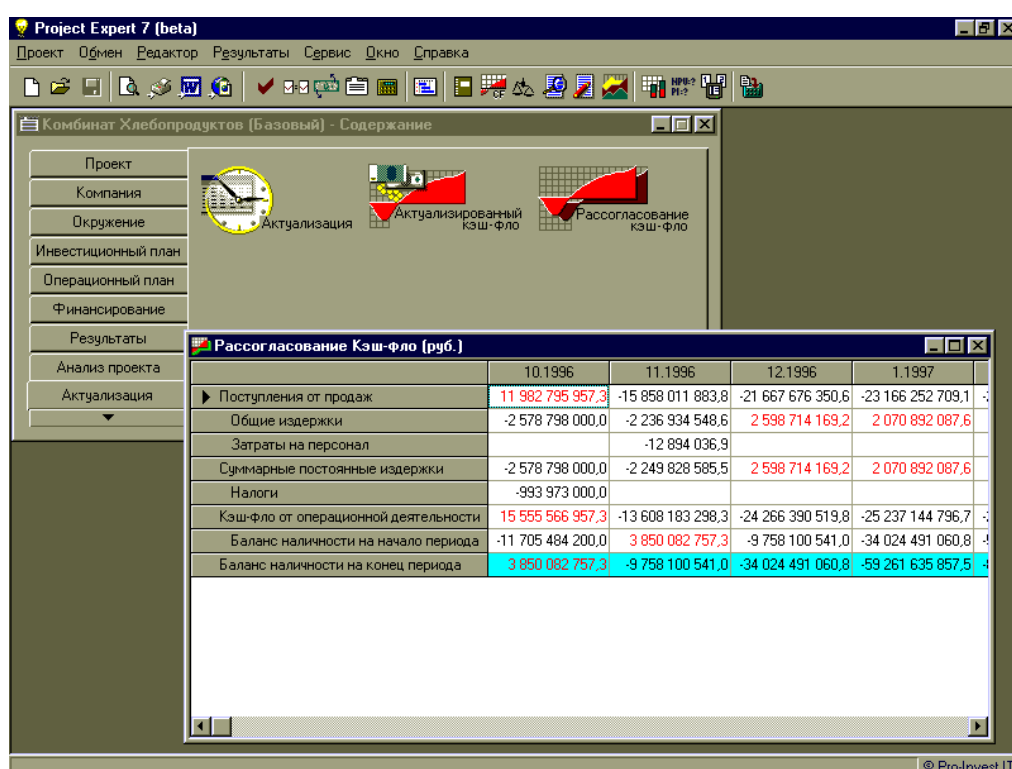 Project Expert 7 (beta)
Проект Обмен Редактор Результаты Сервис Окно Справка
CF
НРV:?
PI:?
Комбинат Хлебопродуктов (Базовый) - Содержание
Проект
Компания
Окружение
Инвестиционный план
Операционный план
Финансирование
Результаты
Анализ проекта
Актуализация
Актуализация
Актуализированный
кэш-фло
Рассогласование
кэш-фло
Рассогласование Кэш-фло (руб.)
10.1996 11.1996 12.1996 1.1997
Поступления от продаж 11 982 795 957,3 -15 858 011 883,8 -21 667 676 350,6 -23 166 252 709,1
Общие издержки -2 578 798 000,0 -2 236 934 548,6 2 598 714 169,2 2 070 892 087,6
Затраты на персонал -12 894 036,9
Суммарные постоянные издержки -2 578 798 000,0 -2 249 828 585,5 2 598 714 169,2 2 070 892 087,6
Налоги -993 973 000,0
Кэш-фло от операционной деятельности 15 555 566 957,3 -13 608 183 298,3 -24 266 390 519,8 -25 237 144 796,7
Баланс наличности на начало периода -11 705 484 200,0 3 850 082 757,3 -9 758 100 541,0 -34 024 491 060,8
Баланс наличности на конец периода 3 850 082 757,3 -9 758 100 541,0 -34 024 491 060,8 -59 261 635 857,5
© Pro-Invest IT